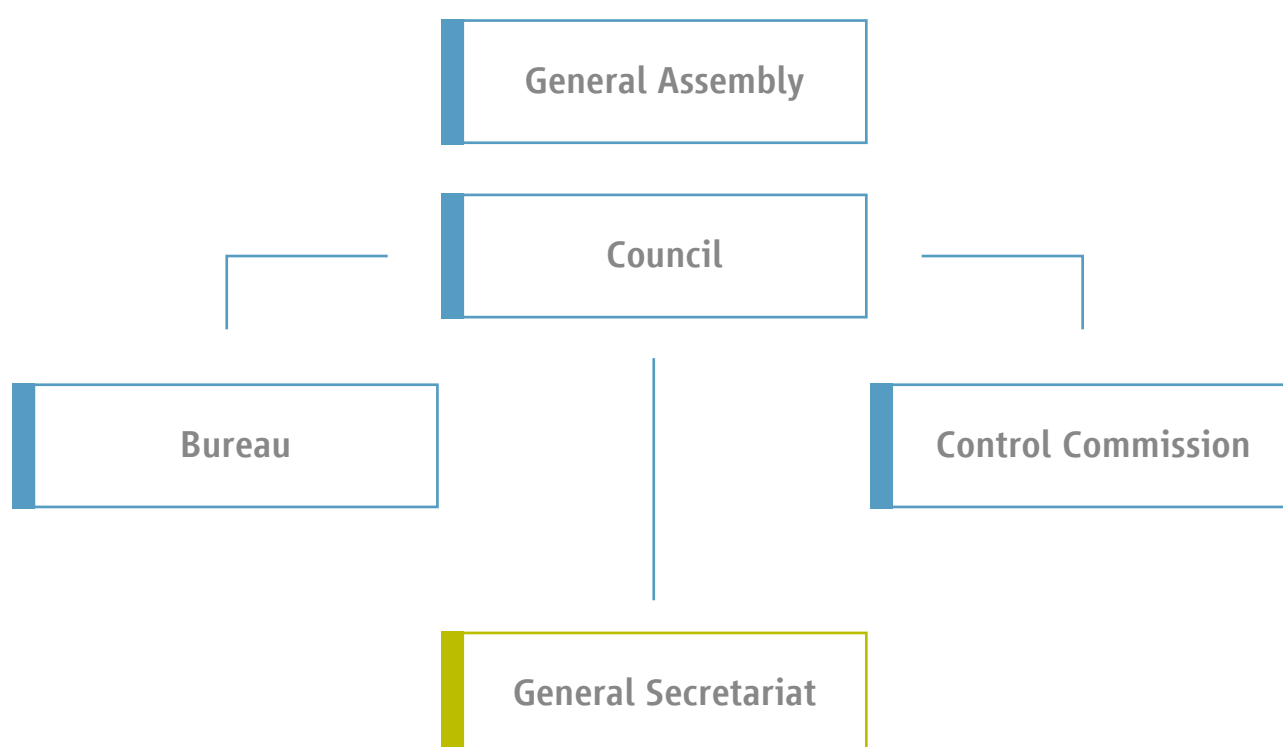 General Assembly
Council
Bureau
Control Commission
General Secretariat